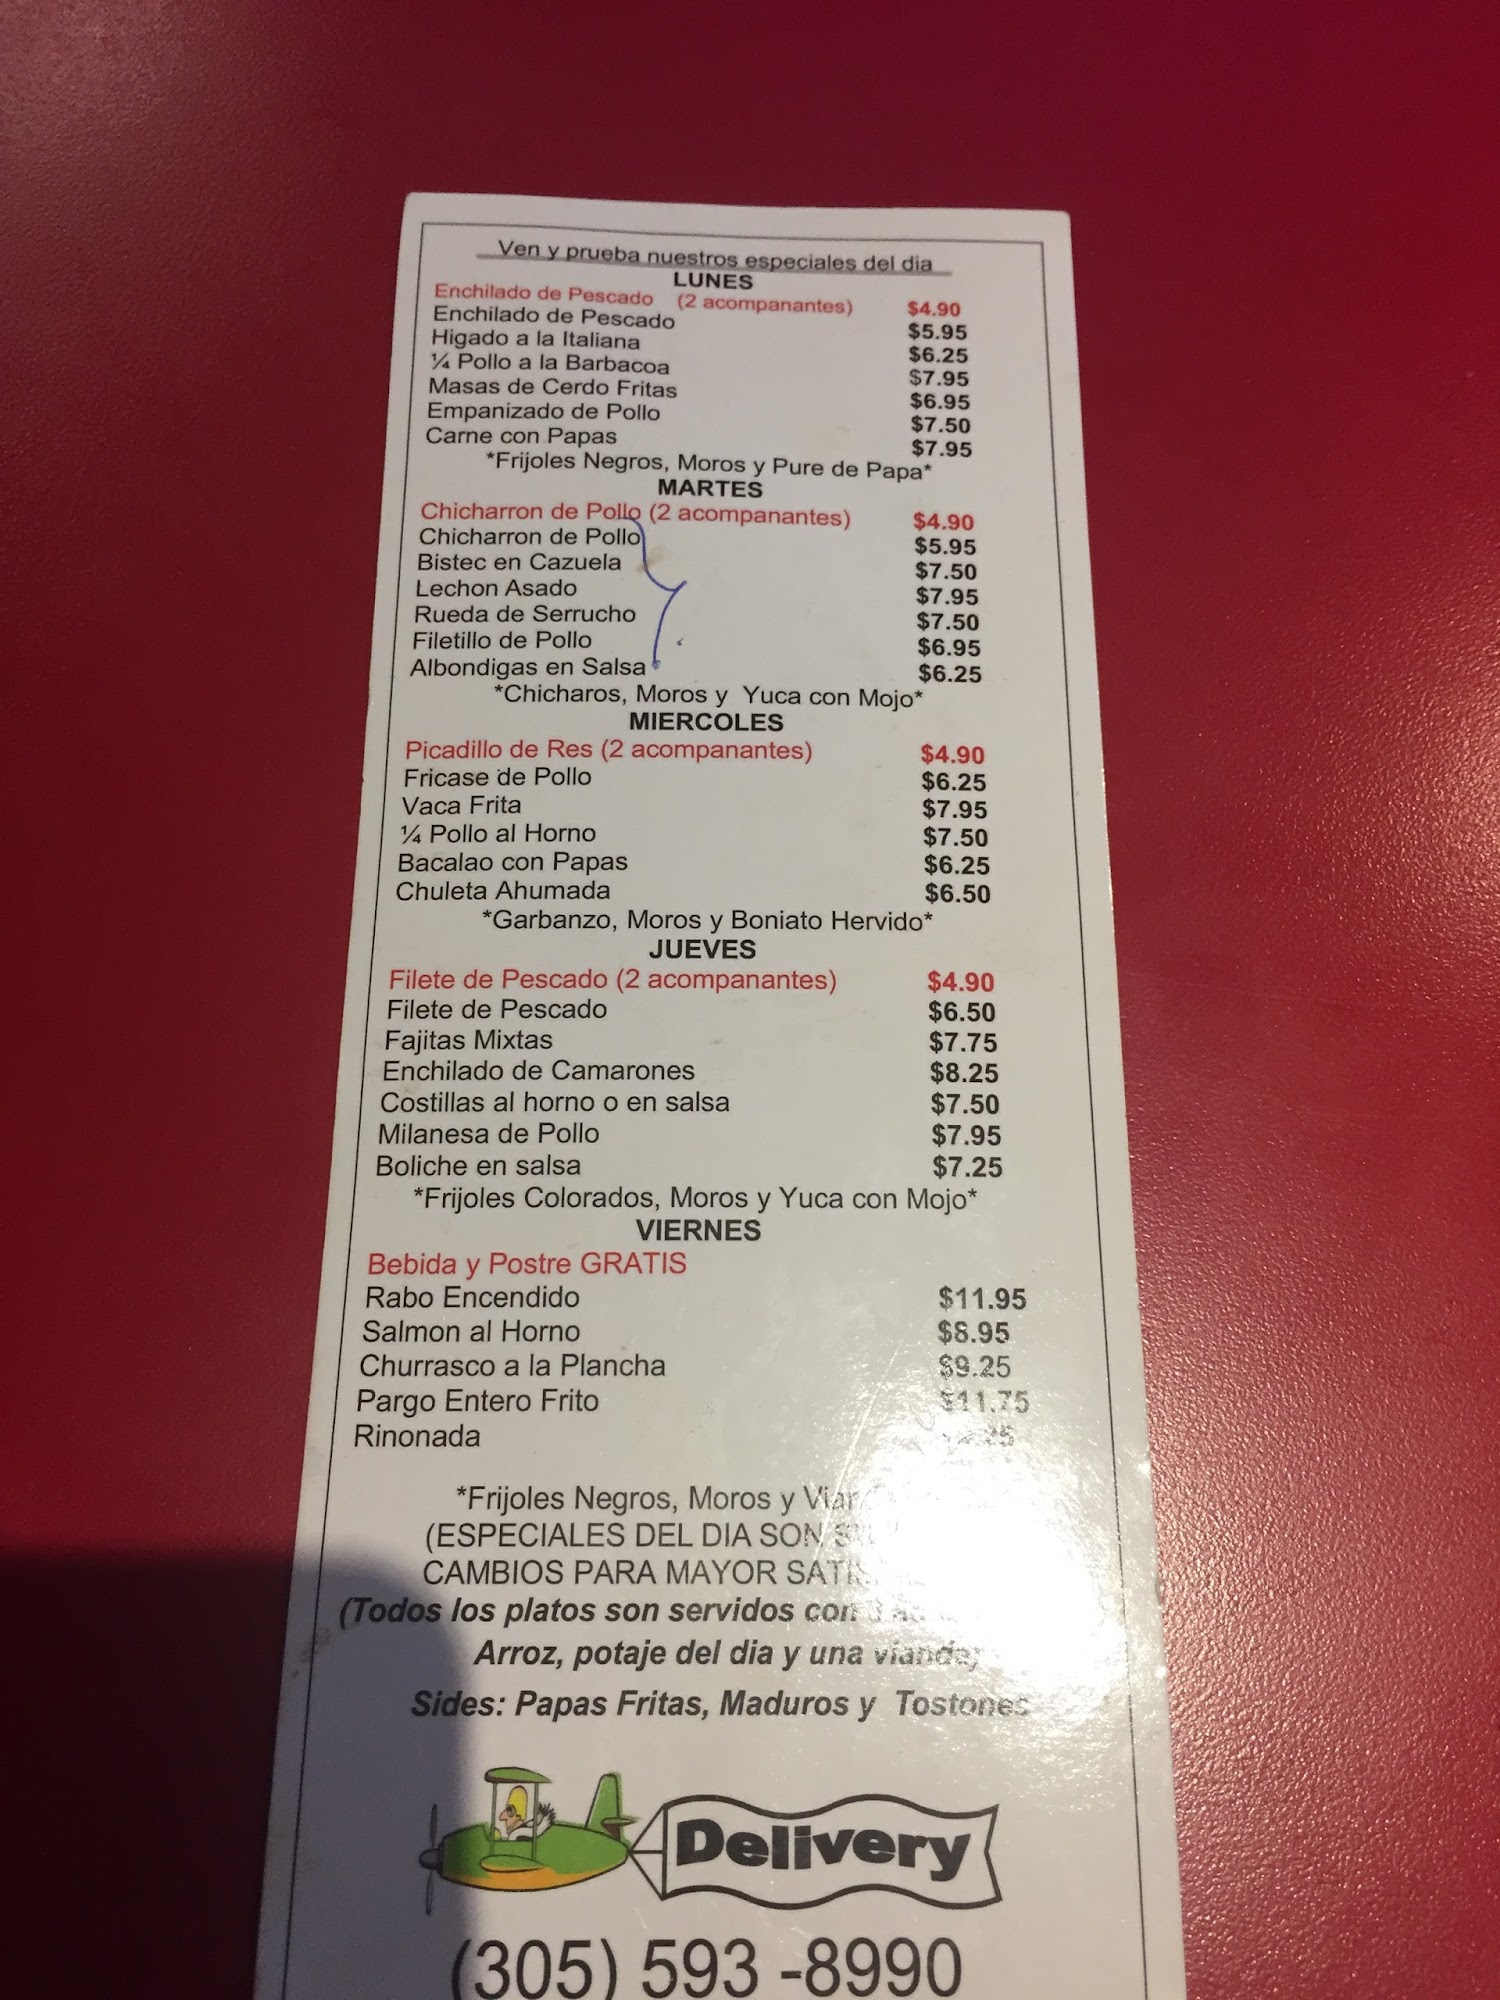 Ven y prueba nuestros especiales del dia
LUNES
Enchilado de Pescado (2 acompanantes) $4.90
Enchilado de Pescado $5.95
Higado a la Italiana $6.25
¼ Pollo a la Barbacoa $7.95
Masas de Cerdo Fritas $6.95
Empanizado de Pollo $7.50
Carne con Papas $7.95
*Frijoles Negros, Moros y Pure de Papa*
MARTES
Chicharron de Pollo (2 acompanantes) $4.90
Chicharron de Pollo $5.95
Bistec en Cazuela $7.50
Lechon Asado $7.95
Rueda de Serrucho $7.50
Filetillo de Pollo $6.95
Albondigas en Salsa $6.25
*Chicharos, Moros y Yuca con Mojo*
MIERCOLES
Picadillo de Res (2 acompanantes) $4.90
Fricase de Pollo $6.25
Vaca Frita $7.95
¼ Pollo al Horno $7.50
Bacalao con Papas $6.25
Chuleta Ahumada $6.50
*Garbanzo, Moros y Boniato Hervido*
JUEVES
Filete de Pescado (2 acompanantes) $4.90
Filete de Pescado $6.50
Fajitas Mixtas $7.75
Enchilado de Camarones $8.25
Costillas al horno o en salsa $7.50
Milanesa de Pollo $7.95
Boliche en salsa $7.25
*Frijoles Colorados, Moros y Yuca con Mojo*
VIERNES
Bebida y Postre GRATIS
Rabo Encendido $11.95
Salmon al Horno $8.95
Churrasco a la Plancha $9.25
Pargo Entero Frito $11.75
Rinonada
*Frijoles Negros, Moros y
(ESPECIALES DEL DIA SON
CAMBIOS PARA MAYOR
(Todos los platos son servidos con 3
Arroz, potaje del dia y una vianda)
Sides: Papas Fritas, Maduros y Tostones
Delivery
(305) 593 -8990